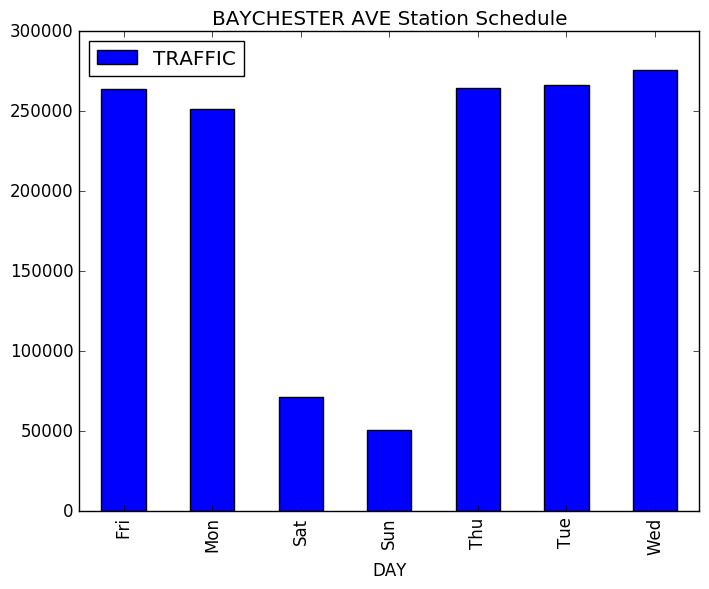 BAYCHESTER AVE Station Schedule
300000
250000
200000
150000
100000
50000
0
TRAFFIC
Fri
Mon
Sat
Sun
Thu
Tue
Wed
DAY